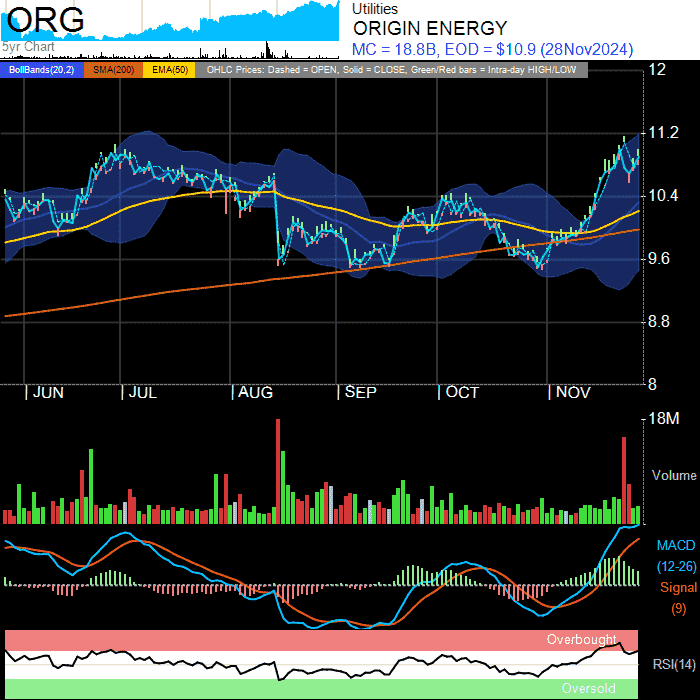 ORG
5yr Chart
Utilities
ORIGIN ENERGY
MC = 18.8B, EOD = $10.9 (28Nov2024)
BollBands(20,2) SMA(200) EMA(50) OHLC Prices: Dashed = OPEN, Solid = CLOSE, Green/Red bars = Intra-day HIGH/LOW
12
11.2
10.4
9.6
8.8
8
JUN JUL AUG SEP OCT NOV
18M
Volume
MACD
(12-26)
Signal
(9)
Overbought
RSI(14)
Oversold